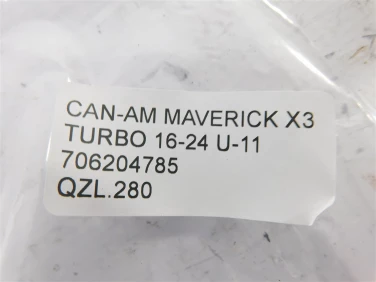 CAN-AM MAVERICK X3
TURBO 16-24 U-11
706204785
QZL.280